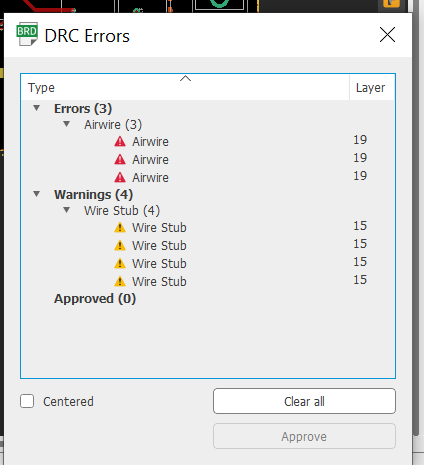 BRD
DRC Errors
Type Layer
Errors (3)
Airwire (3)
Airwire 19
Airwire 19
Airwire 19
Warnings (4)
Wire Stub (4)
Wire Stub 15
Wire Stub 15
Wire Stub 15
Wire Stub 15
Approved (0)
Centered
Clear all
Approve